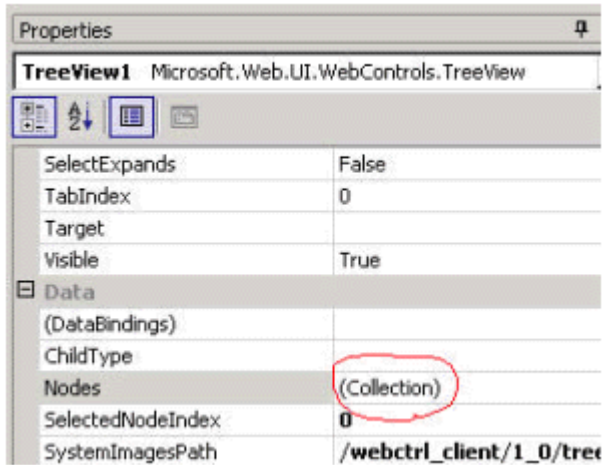 Properties
TreeView1 Microsoft.Web.UI.WebControls.TreeView
SelectExpands False
TabIndex 0
Target
Visible True
Data
(DataBindings)
ChildType
Nodes (Collection)
SelectedNodeIndex 0
SystemImagesPath /webctrl_client/1_0/tree